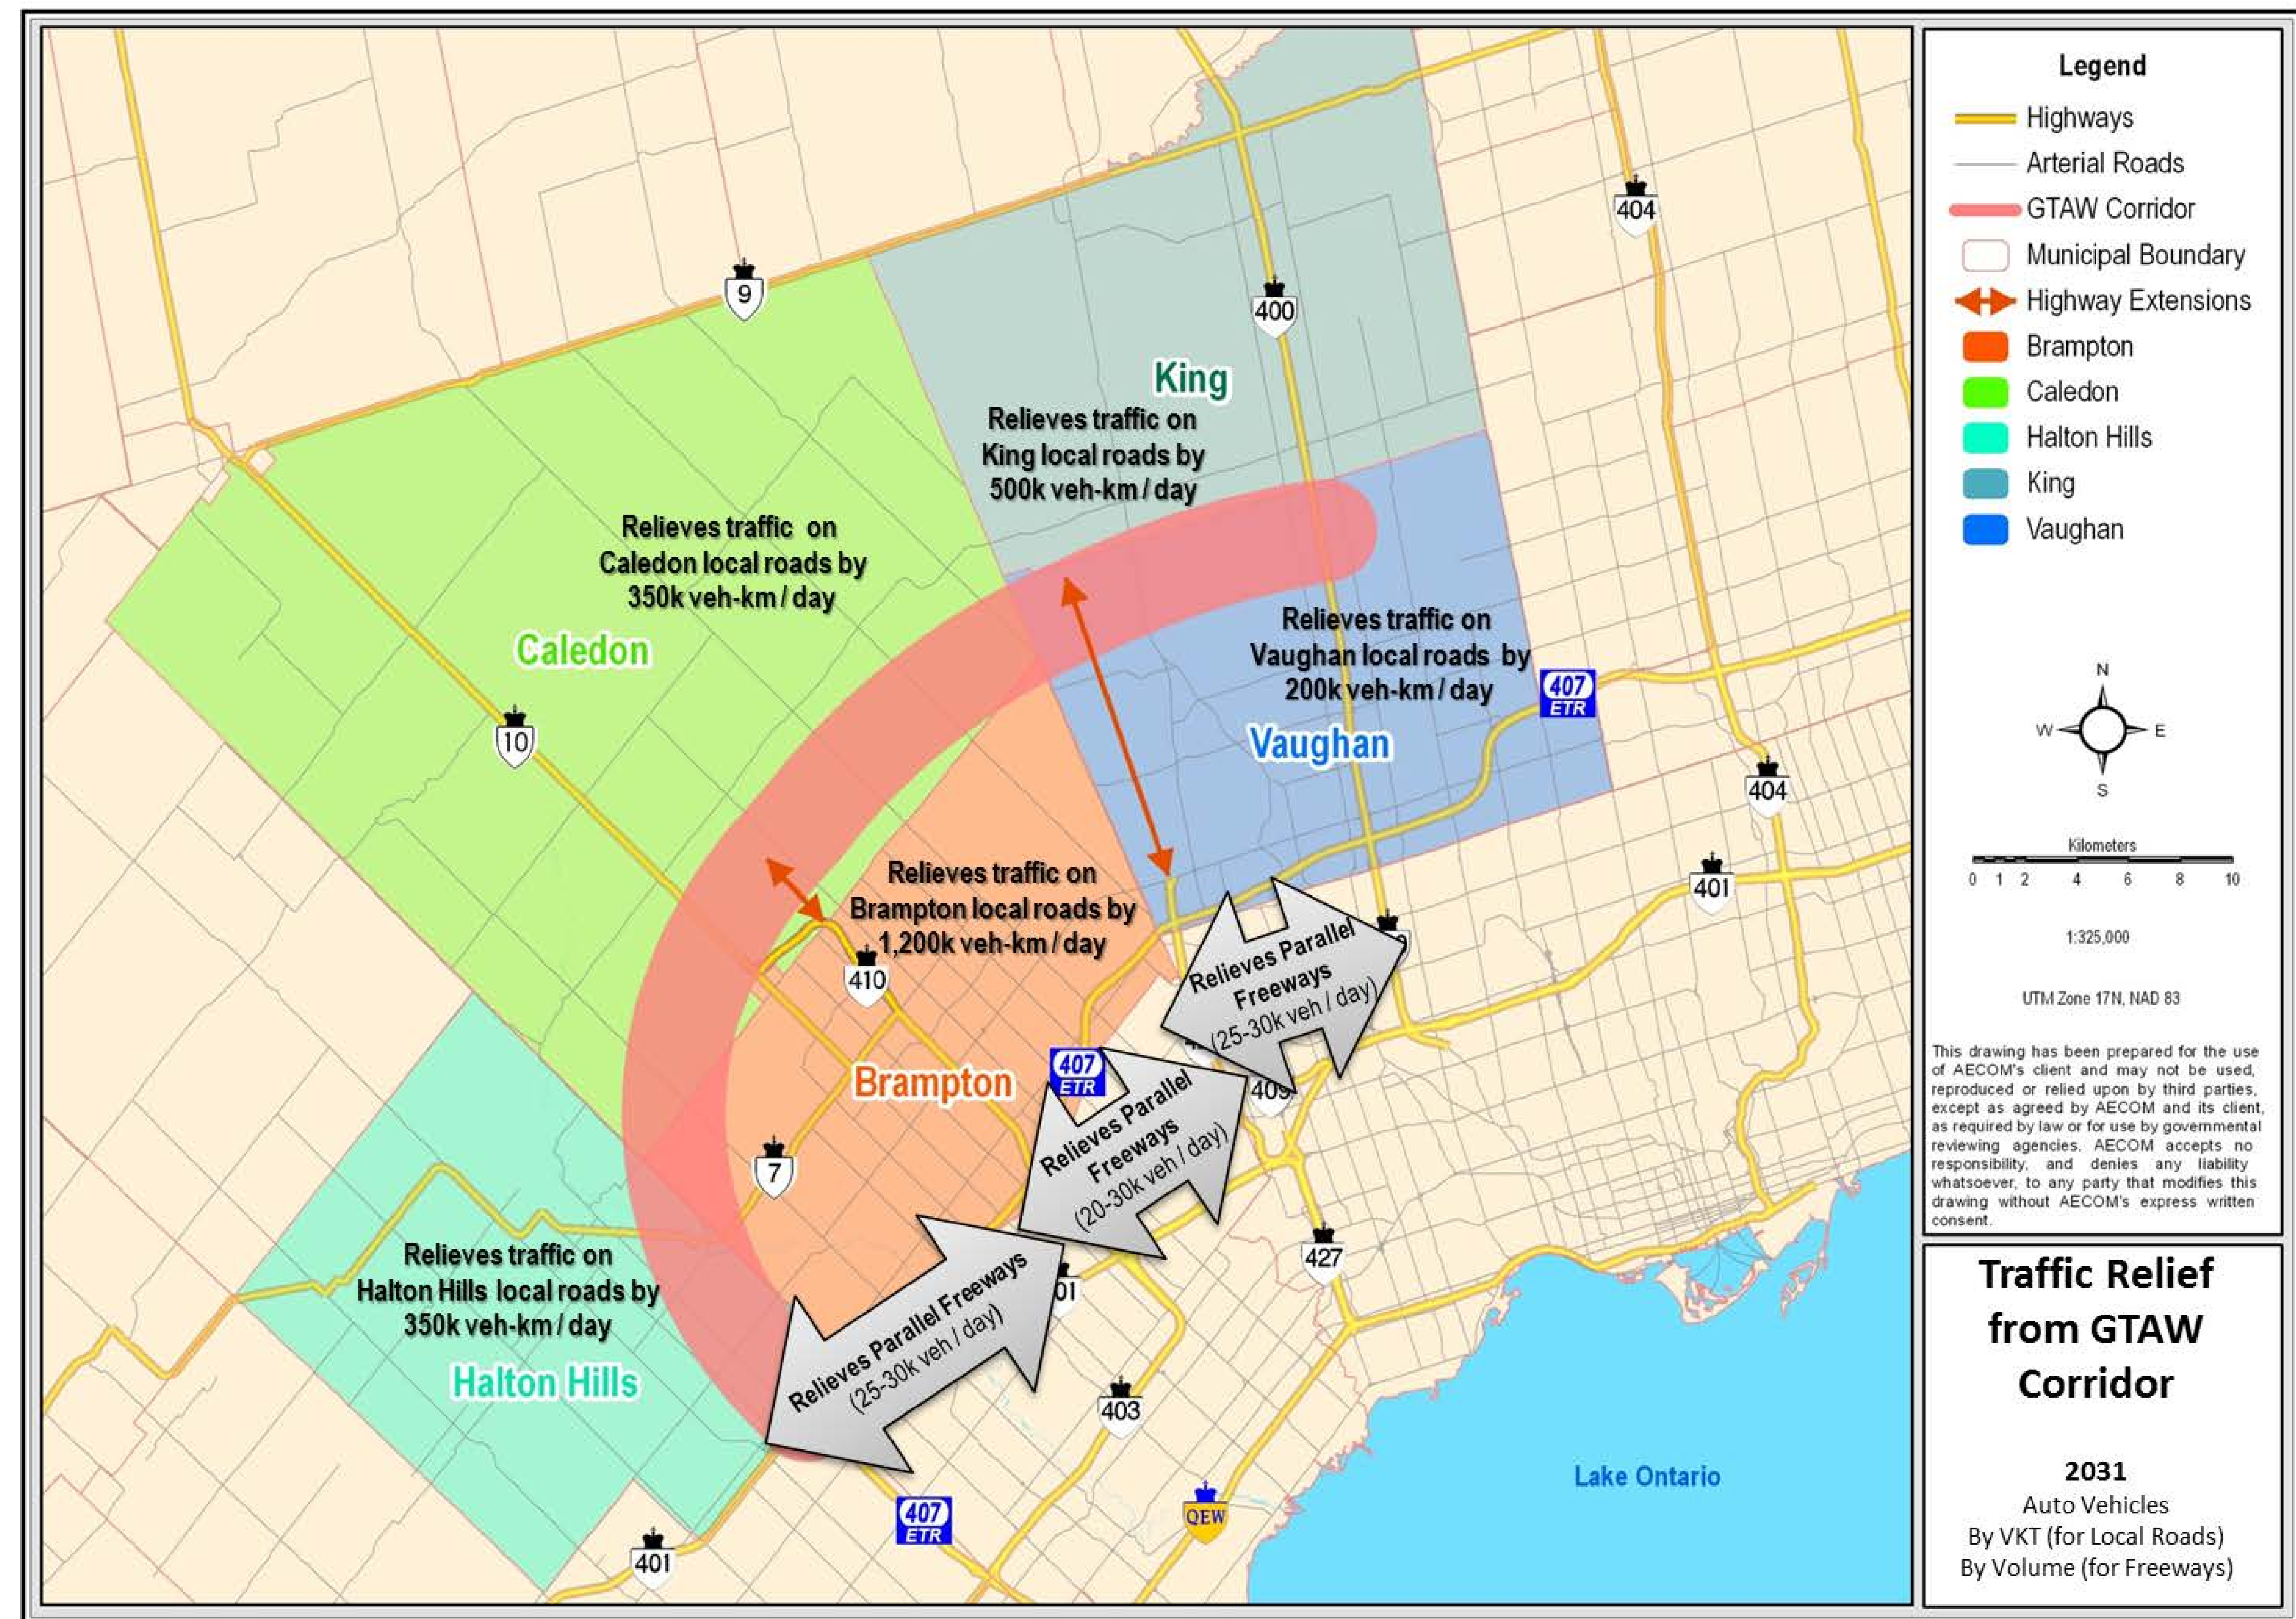 9
404
400
King
Relieves traffic on
King local roads by
500k veh-km / day
Relieves traffic on
Caledon local roads by
350k veh-km / day
Caledon
Relieves traffic on
Vaughan local roads by
200k veh-km / day
Vaughan
407
ETR
10
404
401
Relieves traffic on
Brampton local roads by
1,200k veh-km / day
410
Relieves Parallel
Freeways
(25-30k veh / day)
Brampton
407
ETR
409
Relieves Parallel
Freeways
(20-30k veh / day)
7
427
Relieves traffic on
Halton Hills local roads by
350k veh-km / day
Halton Hills
Relieves Parallel Freeways
(25-30k veh / day)
01
403
407
ETR
QEW
401
Lake Ontario
Legend
Highways
Arterial Roads
GTAW Corridor
Municipal Boundary
Highway Extensions
Brampton
Caledon
Halton Hills
King
Vaughan
N
W E
S
Kilometers
0 1 2 4 6 8 10
1:325,000
UTM Zone 17N, NAD 83
This drawing has been prepared for the use
of AECOM's client and may not be used,
reproduced or relied upon by third parties,
except as agreed by AECOM and its client,
as required by law or for use by governmental
reviewing agencies. AECOM accepts no
responsibility, and denies any liability
whatsoever, to any party that modifies this
drawing without AECOM's express written
consent.
Traffic Relief
from GTAW
Corridor
2031
Auto Vehicles
By VKT (for Local Roads)
By Volume (for Freeways)